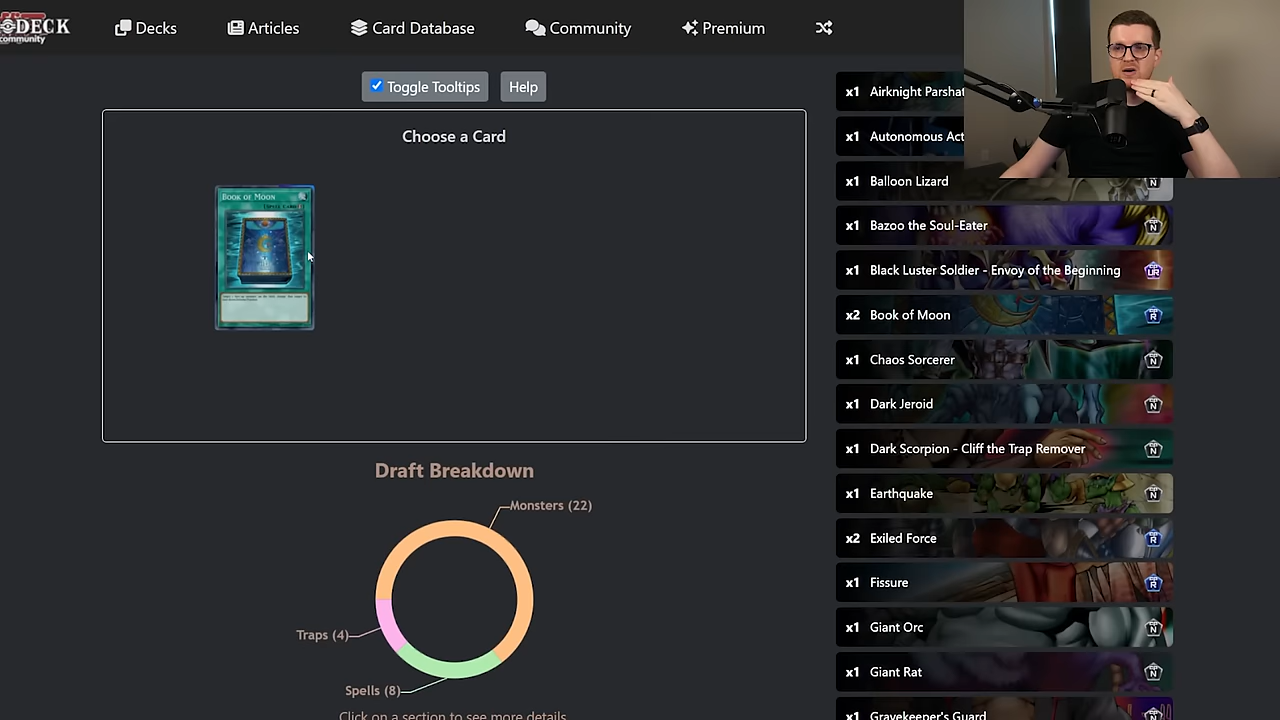 DECK
community
Decks
Articles
Card Database
Community
Premium
Toggle Tooltips
Help
Choose a Card
BOOK OF MOON
Draft Breakdown
Monsters (22)
Traps (4)
Spells (8)
Click on a section to see more details
x1 Airknight Parshat
x1 Autonomous Act
x1 Balloon Lizard
N
x1 Bazoo the Soul-Eater
N
x1 Black Luster Soldier - Envoy of the Beginning
UR
x2 Book of Moon
R
x1 Chaos Sorcerer
N
x1 Dark Jeroid
N
x1 Dark Scorpion - Cliff the Trap Remover
N
x1 Earthquake
N
x2 Exiled Force
R
x1 Fissure
R
x1 Giant Orc
N
x1 Giant Rat
N
x1 Gravekeeper's Guard